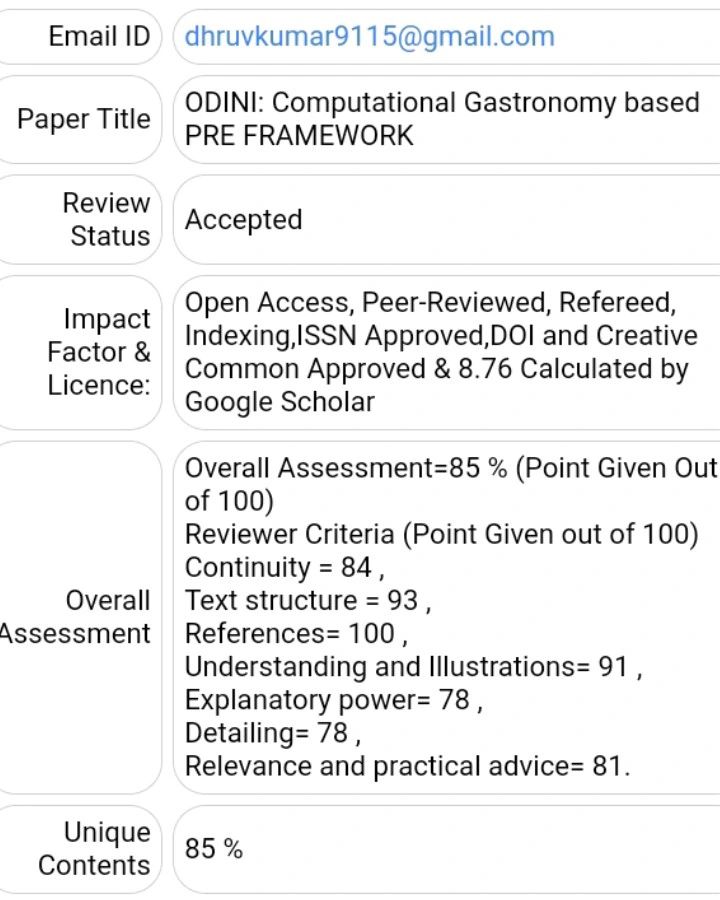 Email ID
dhruvkumar9115@gmail.com
Paper Title
ODINI: Computational Gastronomy based
PRE FRAMEWORK
Review
Status
Accepted
Impact
Factor &
Licence:
Open Access, Peer-Reviewed, Refereed,
Indexing,ISSN Approved,DOI and Creative
Common Approved & 8.76 Calculated by
Google Scholar
Overall
Assessment
Overall Assessment=85 % (Point Given Out
of 100)
Reviewer Criteria (Point Given out of 100)
Continuity = 84 ,
Text structure = 93 ,
References= 100 ,
Understanding and Illustrations= 91 ,
Explanatory power= 78 ,
Detailing= 78 ,
Relevance and practical advice= 81.
Unique
Contents
85 %